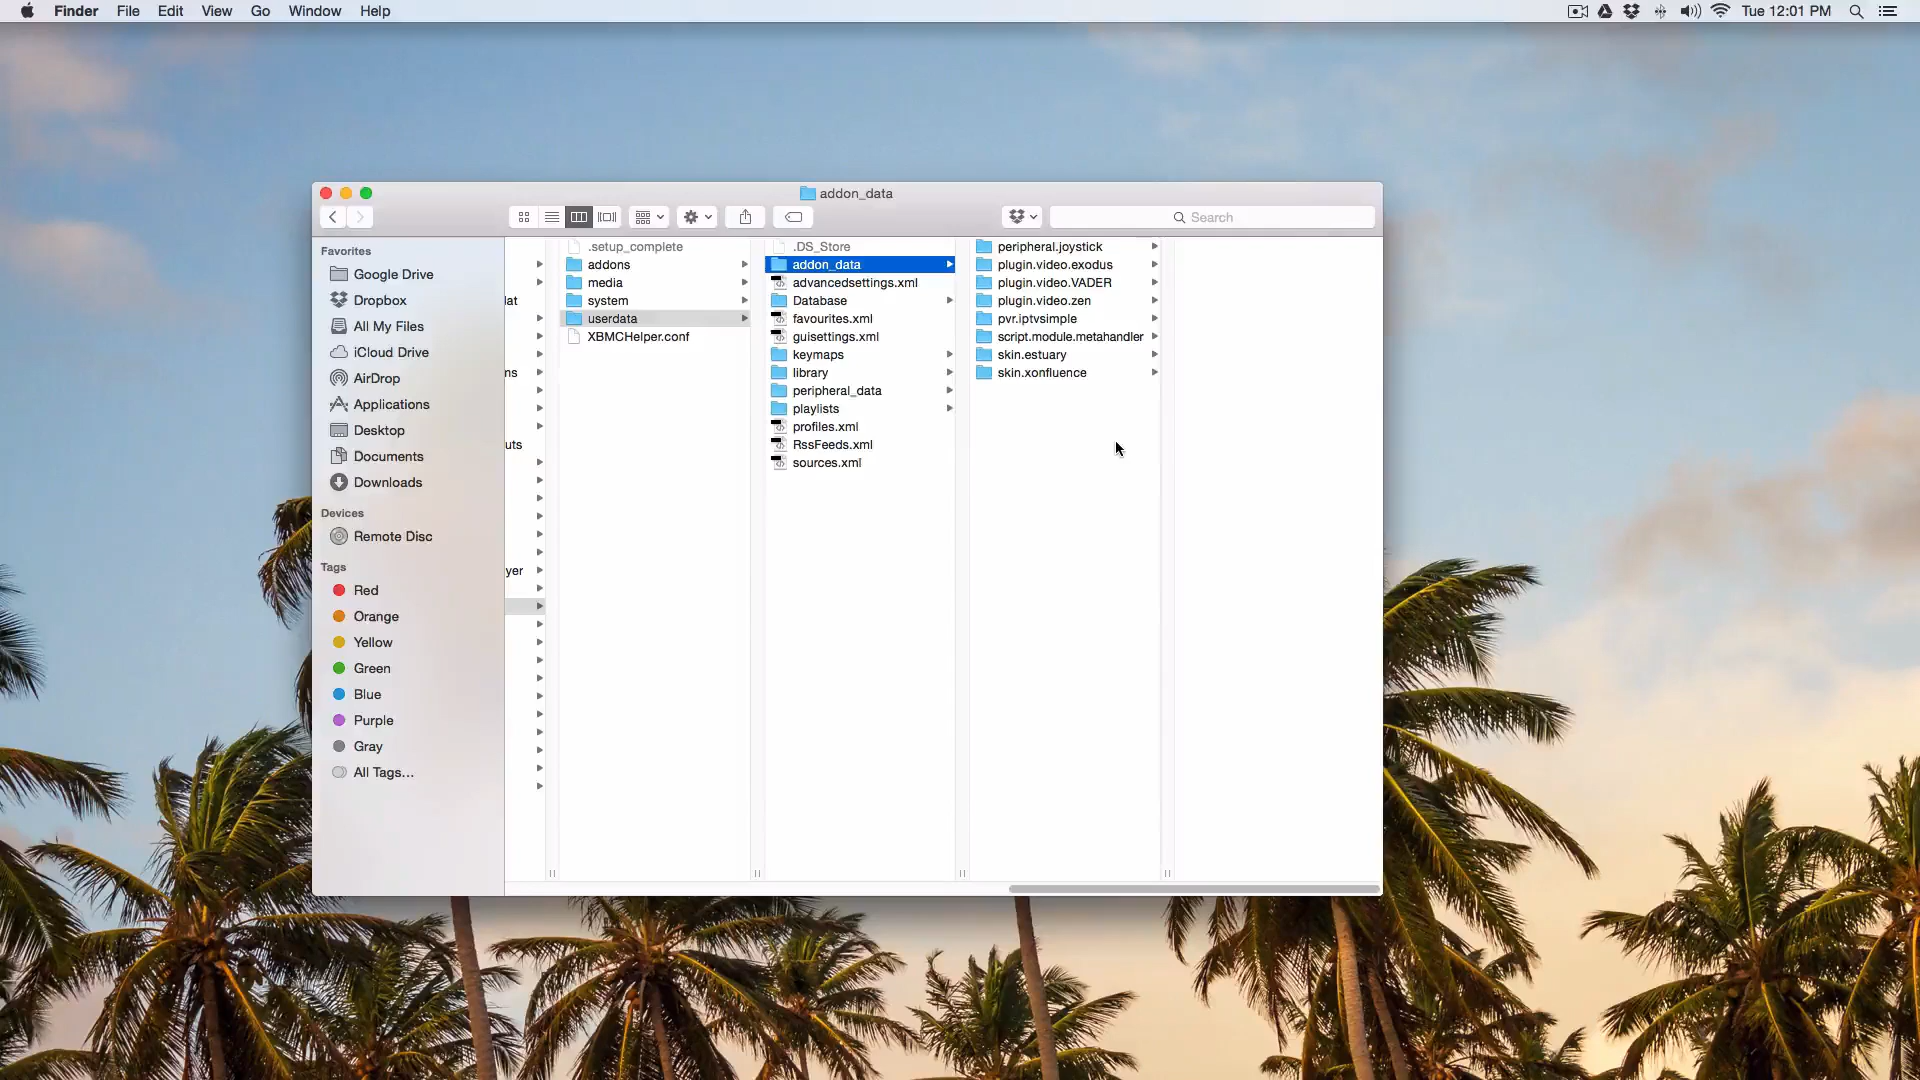 Finder File Edit View Go Window Help Tue 12:01 PM
addon_data
Search
Favorites
Google Drive
Dropbox
All My Files
iCloud Drive
AirDrop
Applications
Desktop
Documents
Downloads
Devices
Remote Disc
Tags
Red
Orange
Yellow
Green
Blue
Purple
Gray
All Tags...
lat
ns
uts
yer
.setup_complete
addons
media
system
userdata
XBMCHelper.conf
.DS_Store
addon_data
advancedsettings.xml
Database
favourites.xml
guisettings.xml
keymaps
library
peripheral_data
playlists
profiles.xml
RssFeeds.xml
sources.xml
peripheral.joystick
plugin.video.exodus
plugin.video.VADER
plugin.video.zen
pvr.iptvsimple
script.module.metahandler
skin.estuary
skin.xonfluence